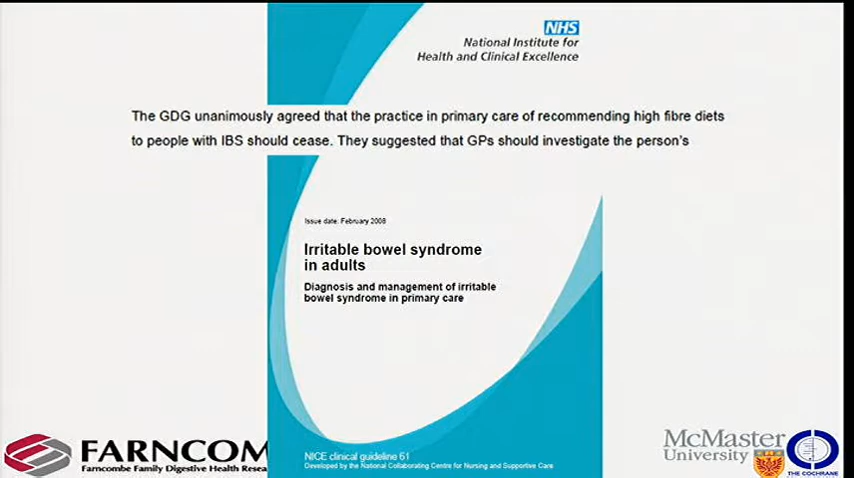 NHS
National Institute for
Health and Clinical Excellence
The GDG unanimously agreed that the practice in primary care of recommending high fibre diets
to people with IBS should cease. They suggested that GPs should investigate the person's
Issue date: February 2008
Irritable bowel syndrome
in adults
Diagnosis and management of irritable
bowel syndrome in primary care
FARNCOM
Farncombe Family Digestive Health Resea
NICE clinical guideline 61
Developed by the National Collaborating Centre for Nursing and Supportive Care
McMaster
University
THE COCHRANE